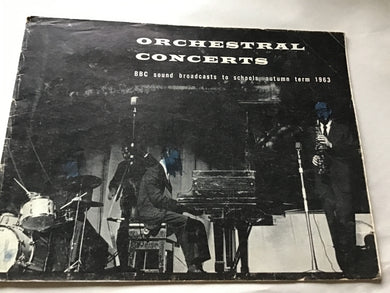 ORCHESTRAL
CONCERTS
BBC sound broadcasts to schools, autumn term 1963